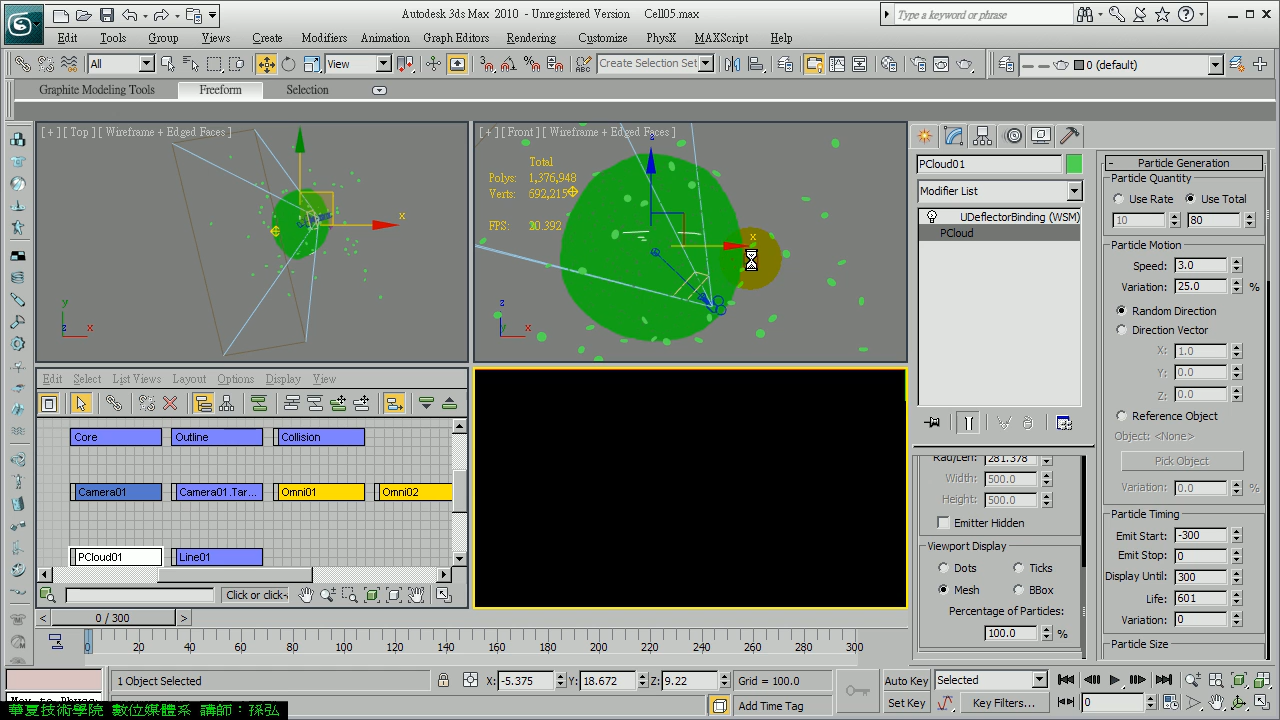 Autodesk 3ds Max 2010 - Unregistered Version Cell05.max
Type a keyword or phrase
Edit Tools Group Views Create Modifiers Animation Graph Editors Rendering Customize PhysX MAXScript Help
All
View
Create Selection Set
0 (default)
Graphite Modeling Tools Freeform Selection
[ + ] [ Top ] [ Wireframe + Edged Faces ]
x
y
z x
[ + ] [ Front ] [ Wireframe + Edged Faces ]
Total
Polys: 1,376,948
Verts: 692,215
FPS: 20.392
x
z
y x
PCloud01
Modifier List
UDeflectorBinding (WSM)
PCloud
Rad/Len: 281.378
Width: 500.0
Height: 500.0
Emitter Hidden
Viewport Display
Dots Ticks
Mesh BBox
Percentage of Particles:
100.0 %
- Particle Generation
Particle Quantity
Use Rate Use Total
10 80
Particle Motion
Speed: 3.0
Variation: 25.0 %
Random Direction
Direction Vector
X: 1.0
Y: 0.0
Z: 0.0
Reference Object
Object: <None>
Pick Object
Variation: 0.0 %
Particle Timing
Emit Start: -300
Emit Stop: 0
Display Until: 300
Life: 601
Variation: 0
Particle Size
Edit Select List Views Layout Options Display View
Core Outline Collision
Camera01 Camera01.Tar... Omni01 Omni02
PCloud01 Line01
Click or click-
< 0 / 300 >
0 20 40 60 80 100 120 140 160 180 200 220 240 260 280 300
1 Object Selected X: -5.375 Y: 18.672 Z: 9.22 Grid = 100.0 Auto Key Selected
Add Time Tag Set Key Key Filters... 0
華夏技術學院 數位媒體系 講師：孫弘